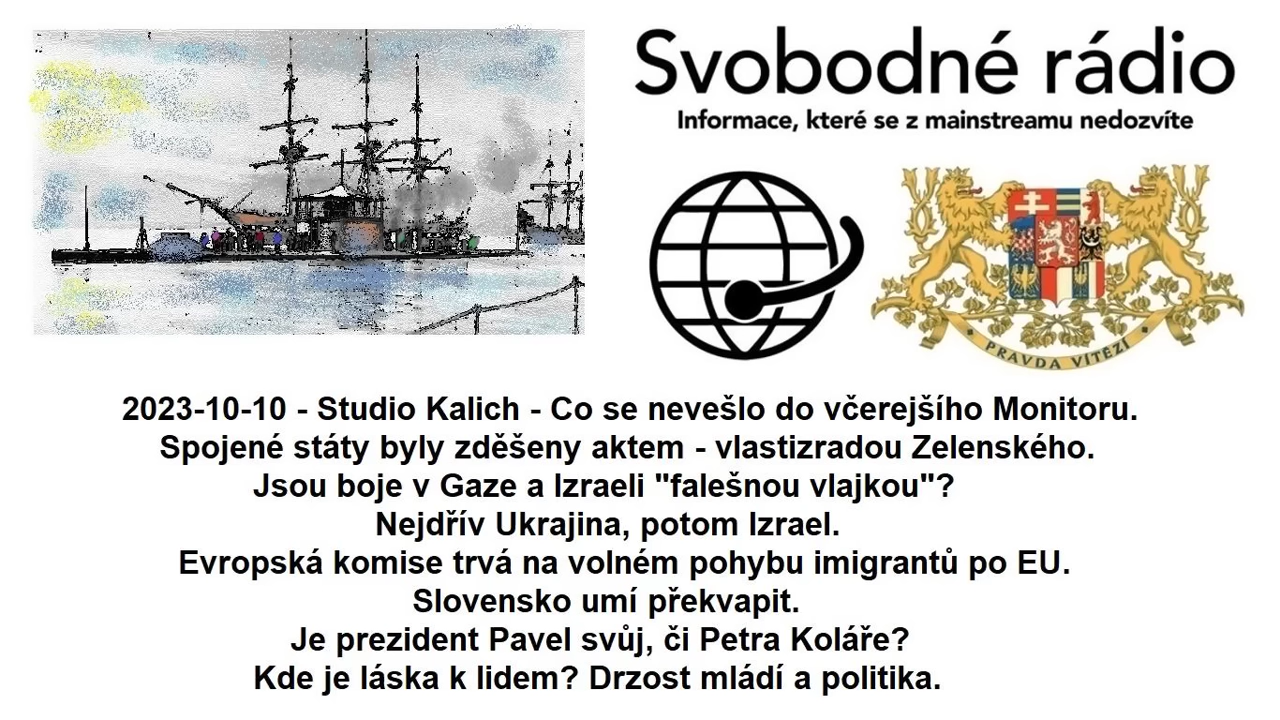 Svobodné rádio
Informace, které se z mainstreamu nedozvíte
PRAVDA VÍTĚZÍ
2023-10-10 - Studio Kalich - Co se nevešlo do včerejšího Monitoru.
Spojené státy byly zděšeny aktem - vlastizradou Zelenského.
Jsou boje v Gaze a Izraeli "falešnou vlajkou"?
Nejdřív Ukrajina, potom Izrael.
Evropská komise trvá na volném pohybu imigrantů po EU.
Slovensko umí překvapit.
Je prezident Pavel svůj, či Petra Koláře?
Kde je láska k lidem? Drzost mládí a politika.